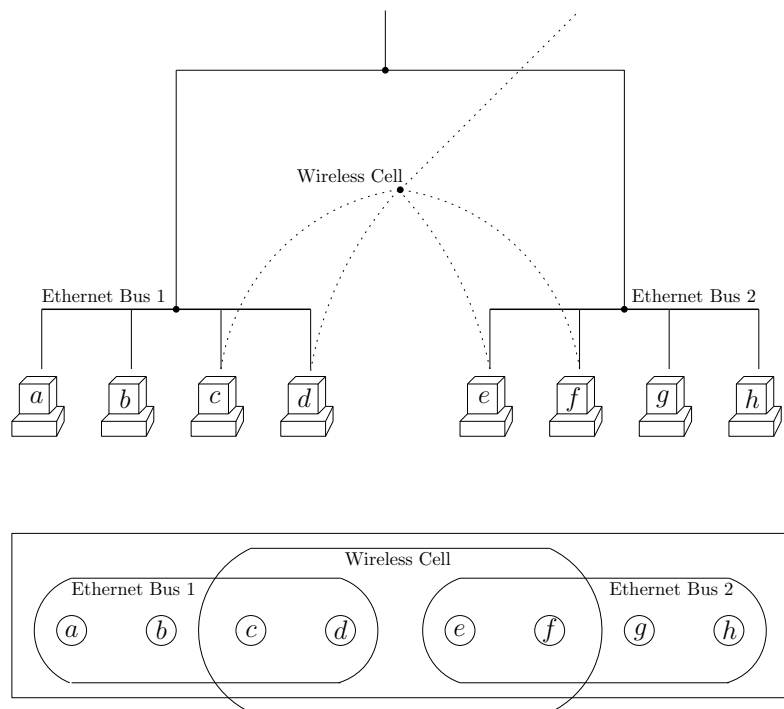 Wireless Cell
Ethernet Bus 1
Ethernet Bus 2
a b c d e f g h
Wireless Cell
Ethernet Bus 1
Ethernet Bus 2
a b c d e f g h